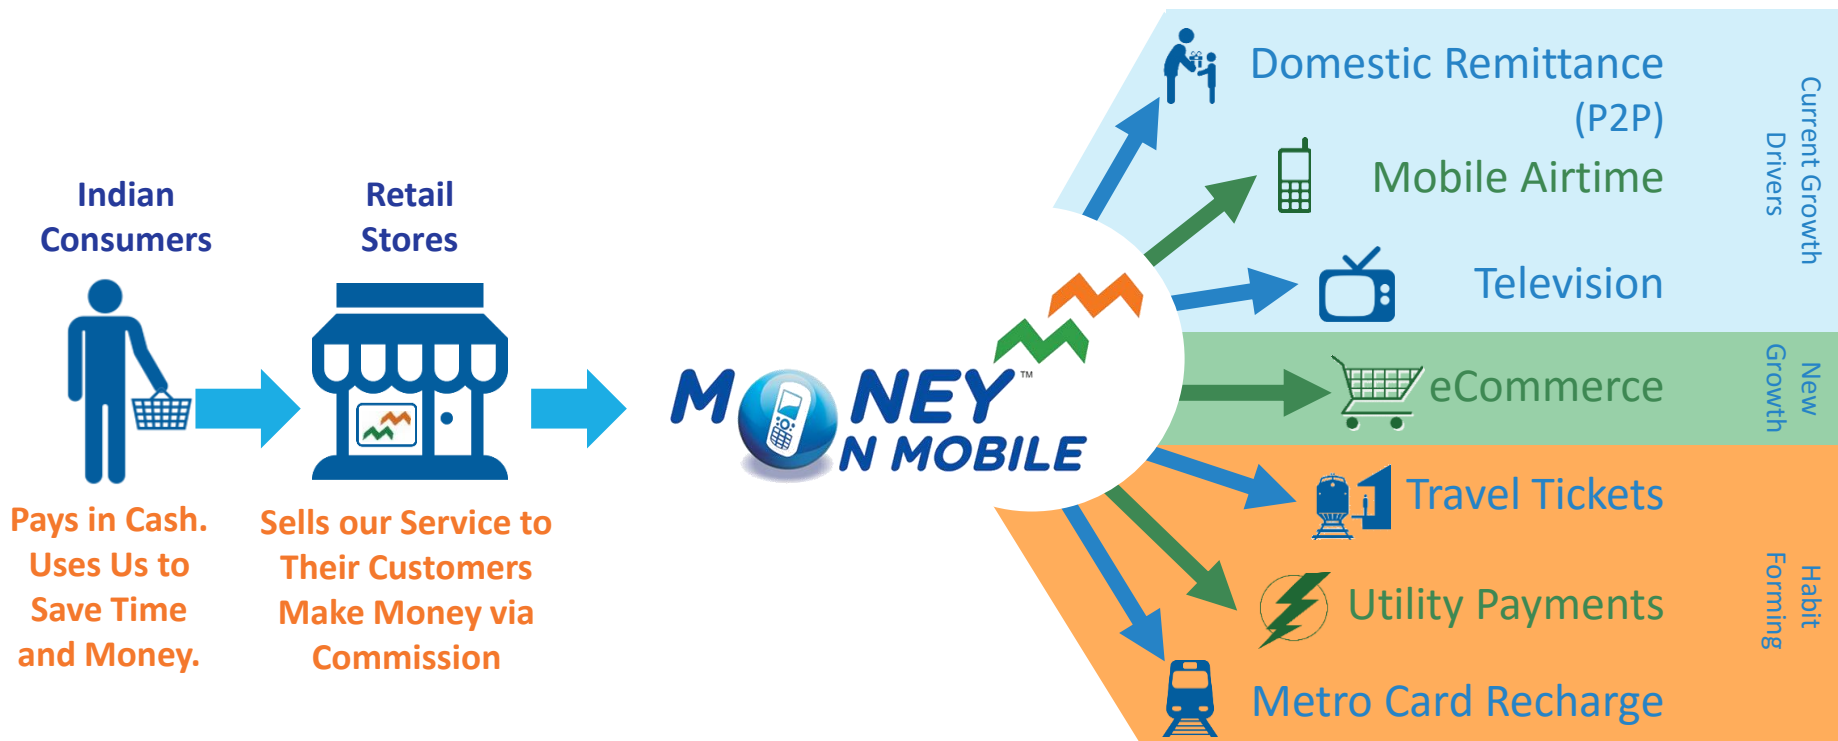 Indian
Consumers
Pays in Cash.
Uses Us to
Save Time
and Money.
Retail
Stores
Sells our Service to
Their Customers
Make Money via
Commission
MONEY™
ON MOBILE
Domestic Remittance
(P2P)
Mobile Airtime
Television
Current Growth
Drivers
eCommerce
New
Growth
Travel Tickets
Utility Payments
Metro Card Recharge
Habit
Forming